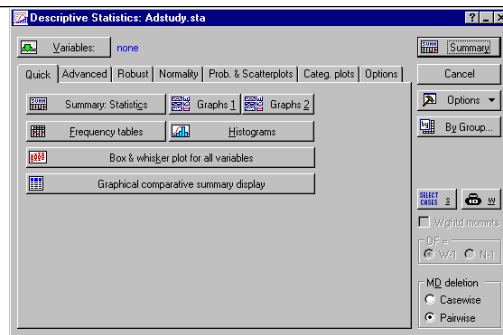 Descriptive Statistics: Adstudy.sta
Variables: none
Summary
Quick Advanced Robust Normality Prob. & Scatterplots Categ. plots Options
Cancel
Summary: Statistics Graphs 1 Graphs 2
Options
Frequency tables Histograms
By Group...
Box & whisker plot for all variables
Graphical comparative summary display
SELECT CASES S W
Wghtd momnts
DF =
W-1 N-1
MD deletion
Casewise
Pairwise